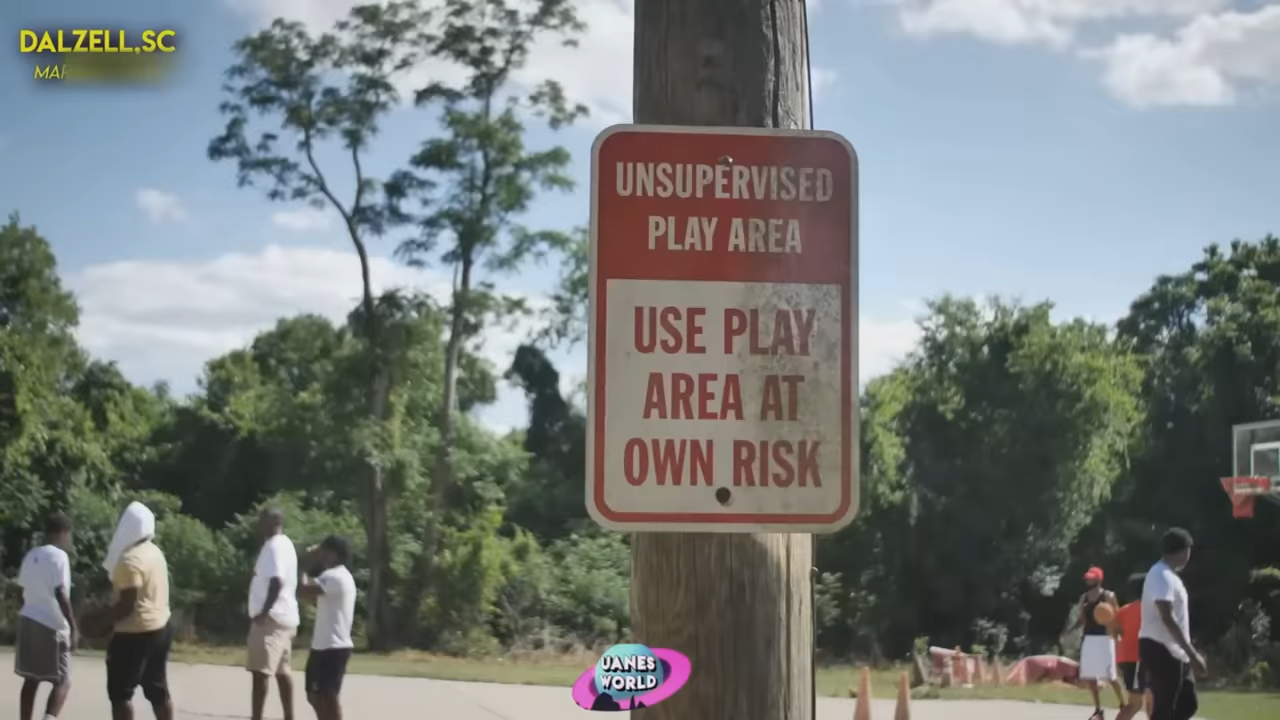 DALZELL,SC
UNSUPERVISED
PLAY AREA
USE PLAY
AREA AT
OWN RISK
JANES
WORLD